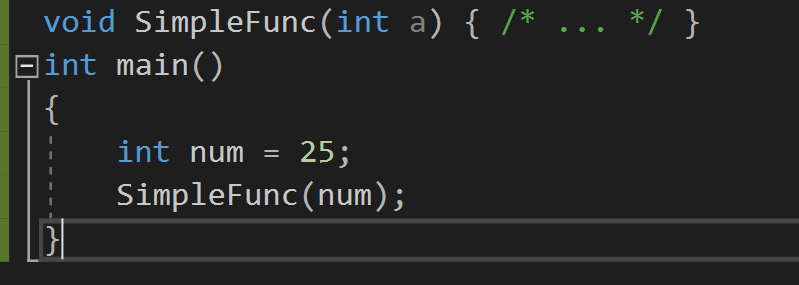 void SimpleFunc(int a) { /* ... */ }
int main()
{
    int num = 25;
    SimpleFunc(num);
}